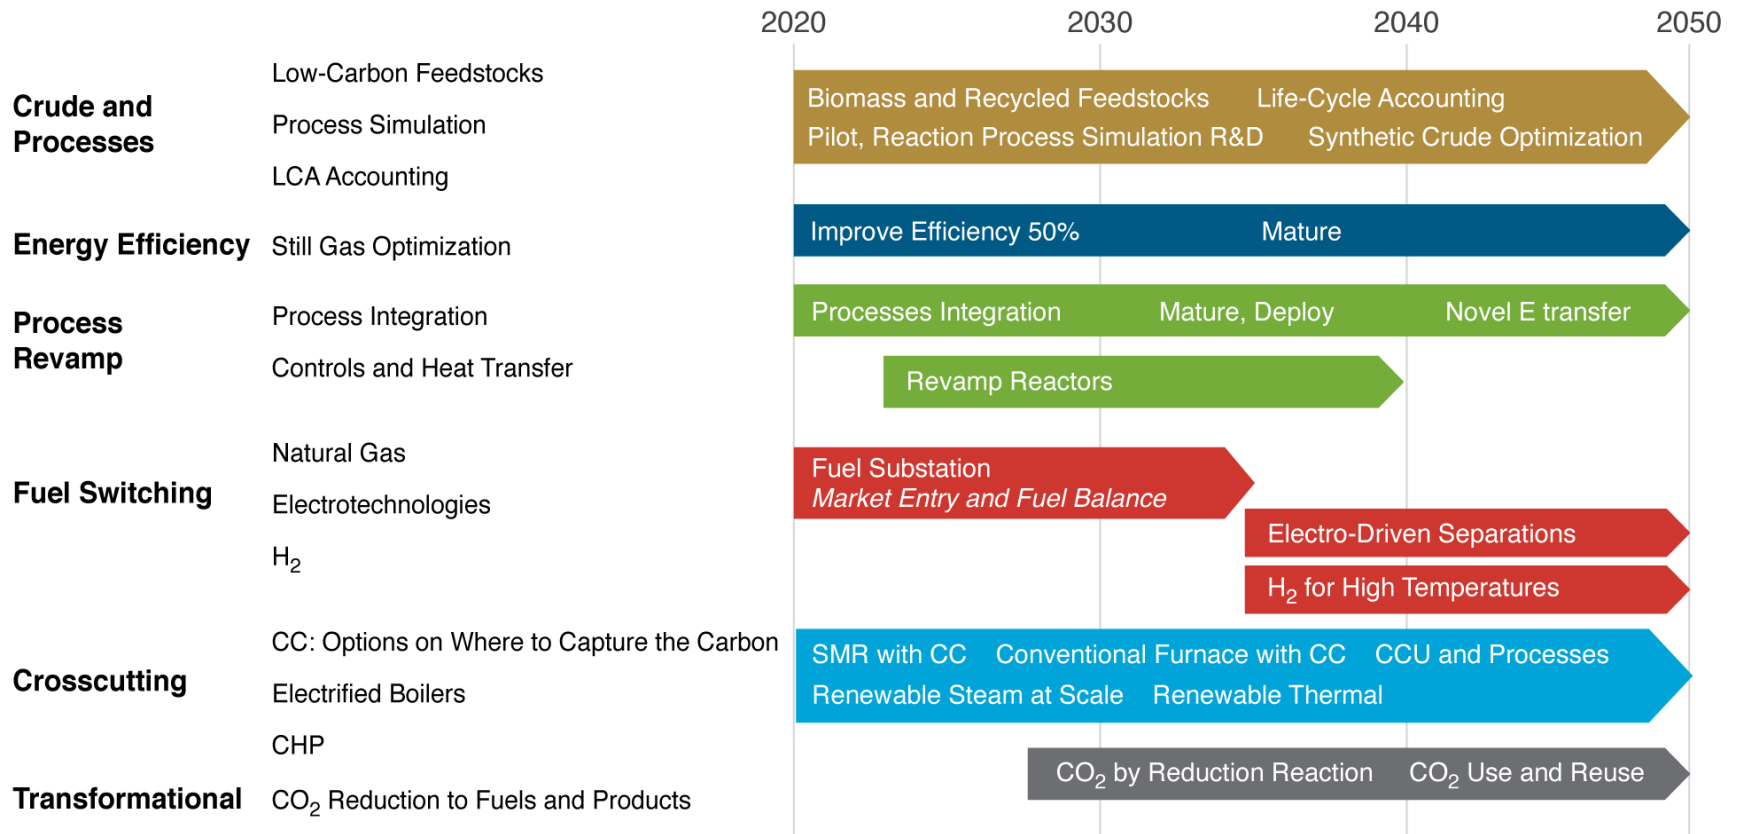 2020 2030 2040 2050
Crude and
Processes
Low-Carbon Feedstocks
Process Simulation
LCA Accounting
Biomass and Recycled Feedstocks Life-Cycle Accounting
Pilot, Reaction Process Simulation R&D Synthetic Crude Optimization
Energy Efficiency
Still Gas Optimization
Improve Efficiency 50% Mature
Process
Revamp
Process Integration
Controls and Heat Transfer
Processes Integration Mature, Deploy Novel E transfer
Revamp Reactors
Fuel Switching
Natural Gas
Electrotechnologies
H₂
Fuel Substation
Market Entry and Fuel Balance
Electro-Driven Separations
H₂ for High Temperatures
Crosscutting
CC: Options on Where to Capture the Carbon
Electrified Boilers
CHP
SMR with CC Conventional Furnace with CC CCU and Processes
Renewable Steam at Scale Renewable Thermal
Transformational
CO₂ Reduction to Fuels and Products
CO₂ by Reduction Reaction CO₂ Use and Reuse